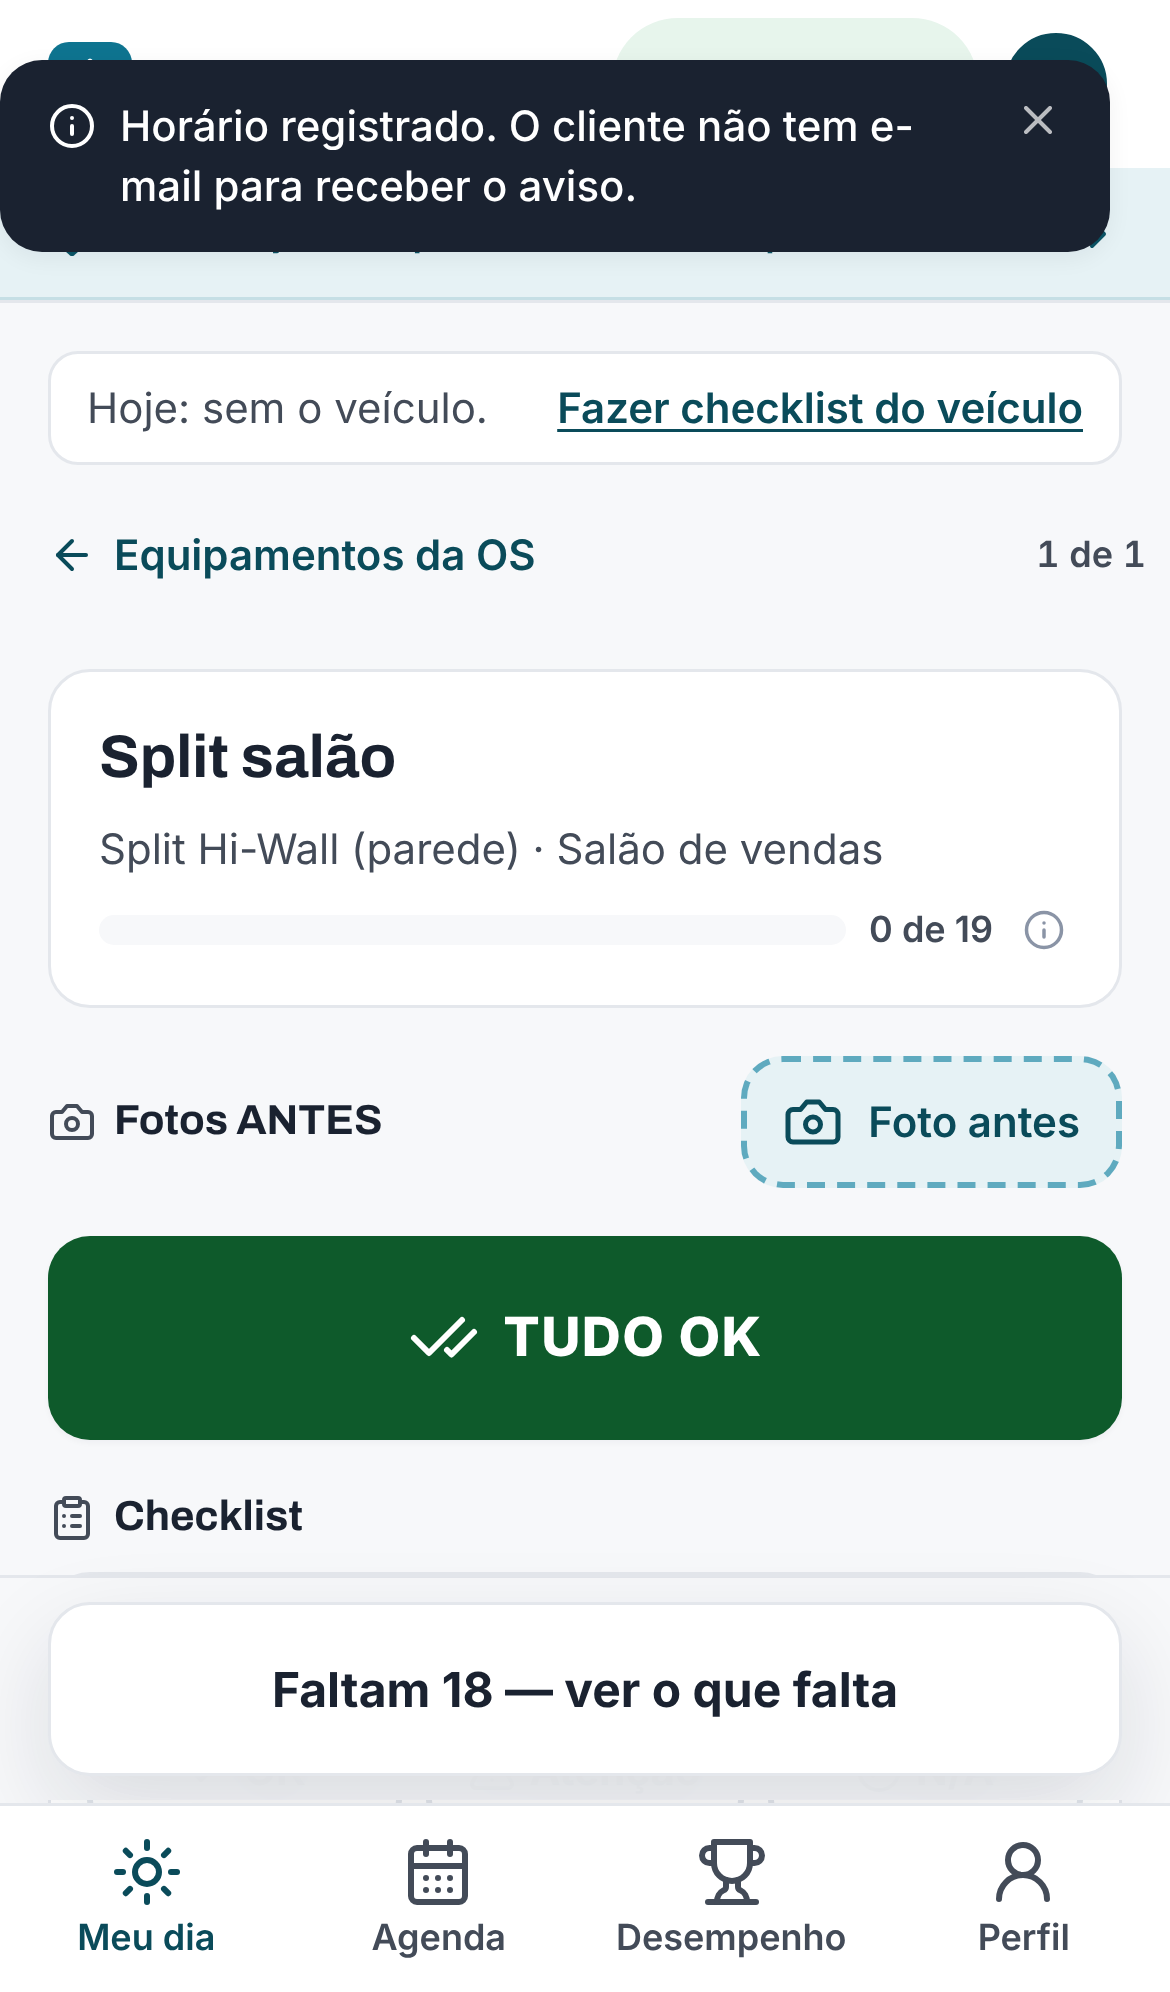 Horário registrado. O cliente não tem e-
mail para receber o aviso.
Hoje: sem o veículo. Fazer checklist do veículo
Equipamentos da OS 1 de 1
Split salão
Split Hi-Wall (parede) · Salão de vendas
0 de 19
Fotos ANTES Foto antes
TUDO OK
Checklist
Faltam 18 — ver o que falta
Meu dia Agenda Desempenho Perfil